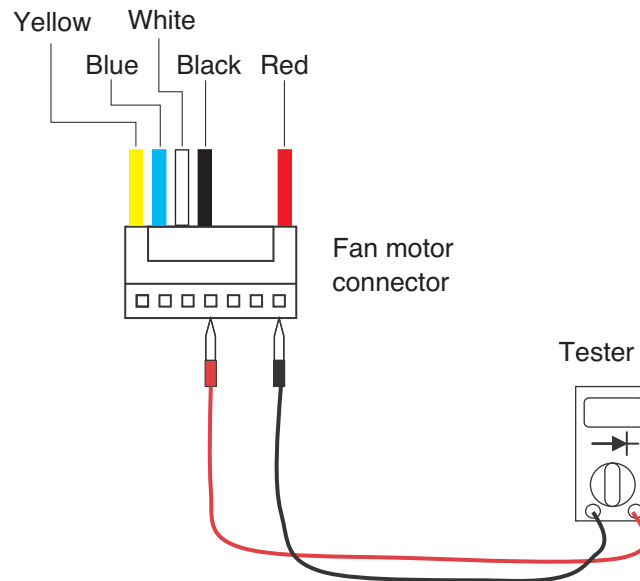 Yellow
White
Blue
Black
Red
Fan motor
connector
Tester